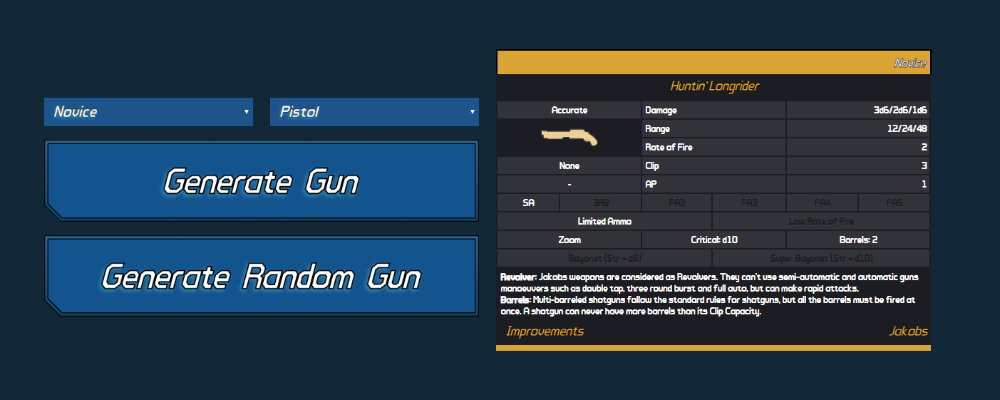 Novice
Pistol
Generate Gun
Generate Random Gun
Novice
Huntin' Longrider
Accurate
Damage 3d6/2d6/1d6
Range 12/24/48
Rate of Fire 2
None Clip 3
- AP 1
SA 3RB FA2 FA3 FA4 FA5
Limited Ammo Low Rate of Fire
Zoom Critical: d10 Barrels: 2
Bayonet (Str + d8) Super Bayonet (Str + d10)
Revolver: Jakobs weapons are considered as Revolvers. They can't use semi-automatic and automatic guns
manoeuvers such as double tap, three round burst and full auto, but can make rapid attacks.
Barrels: Multi-barreled shotguns follow the standard rules for shotguns, but all the barrels must be fired at
once. A shotgun can never have more barrels than its Clip Capacity.
Improvements Jakobs